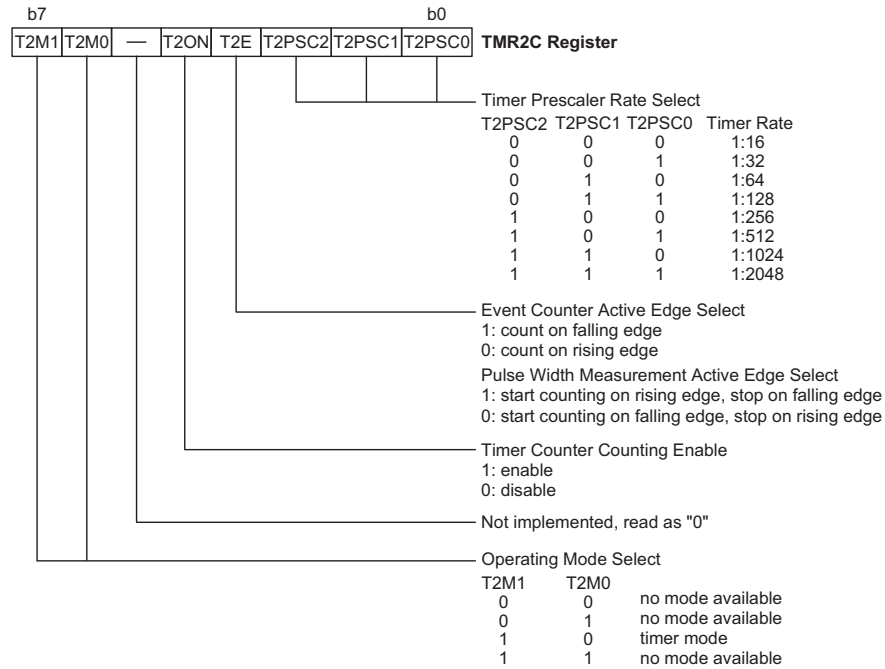 b7 b0
T2M1 T2M0 — T2ON T2E T2PSC2 T2PSC1 T2PSC0 TMR2C Register
Timer Prescaler Rate Select
T2PSC2 T2PSC1 T2PSC0 Timer Rate
0 0 0 1:16
0 0 1 1:32
0 1 0 1:64
0 1 1 1:128
1 0 0 1:256
1 0 1 1:512
1 1 0 1:1024
1 1 1 1:2048
Event Counter Active Edge Select
1: count on falling edge
0: count on rising edge
Pulse Width Measurement Active Edge Select
1: start counting on rising edge, stop on falling edge
0: start counting on falling edge, stop on rising edge
Timer Counter Counting Enable
1: enable
0: disable
Not implemented, read as "0"
Operating Mode Select
T2M1 T2M0
0 0 no mode available
0 1 no mode available
1 0 timer mode
1 1 no mode available